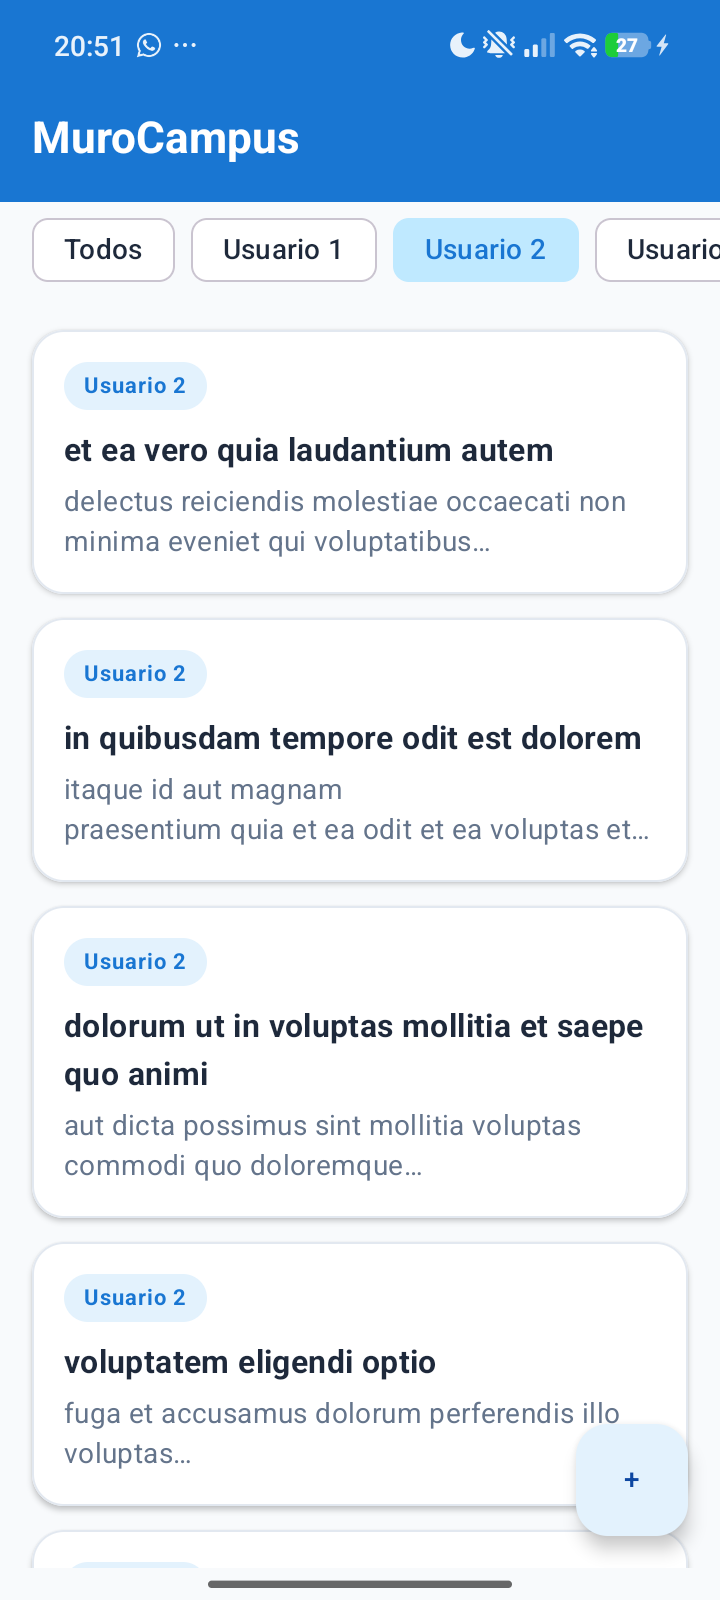 20:51 ...
27
MuroCampus
Todos
Usuario 1
Usuario 2
Usuario
Usuario 2
et ea vero quia laudantium autem
delectus reiciendis molestiae occaecati non
minima eveniet qui voluptatibus…
Usuario 2
in quibusdam tempore odit est dolorem
itaque id aut magnam
praesentium quia et ea odit et ea voluptas et…
Usuario 2
dolorum ut in voluptas mollitia et saepe
quo animi
aut dicta possimus sint mollitia voluptas
commodi quo doloremque…
Usuario 2
voluptatem eligendi optio
fuga et accusamus dolorum perferendis illo
voluptas…
+